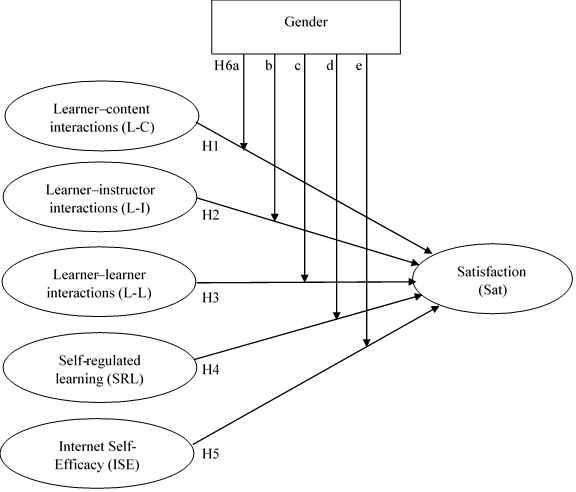 Gender
H6a b c d e
Learner–content
interactions (L-C)
H1
Learner–instructor
interactions (L-I)
H2
Learner–learner
interactions (L-L)
H3
Satisfaction
(Sat)
Self-regulated
learning (SRL)
H4
Internet Self-
Efficacy (ISE)
H5